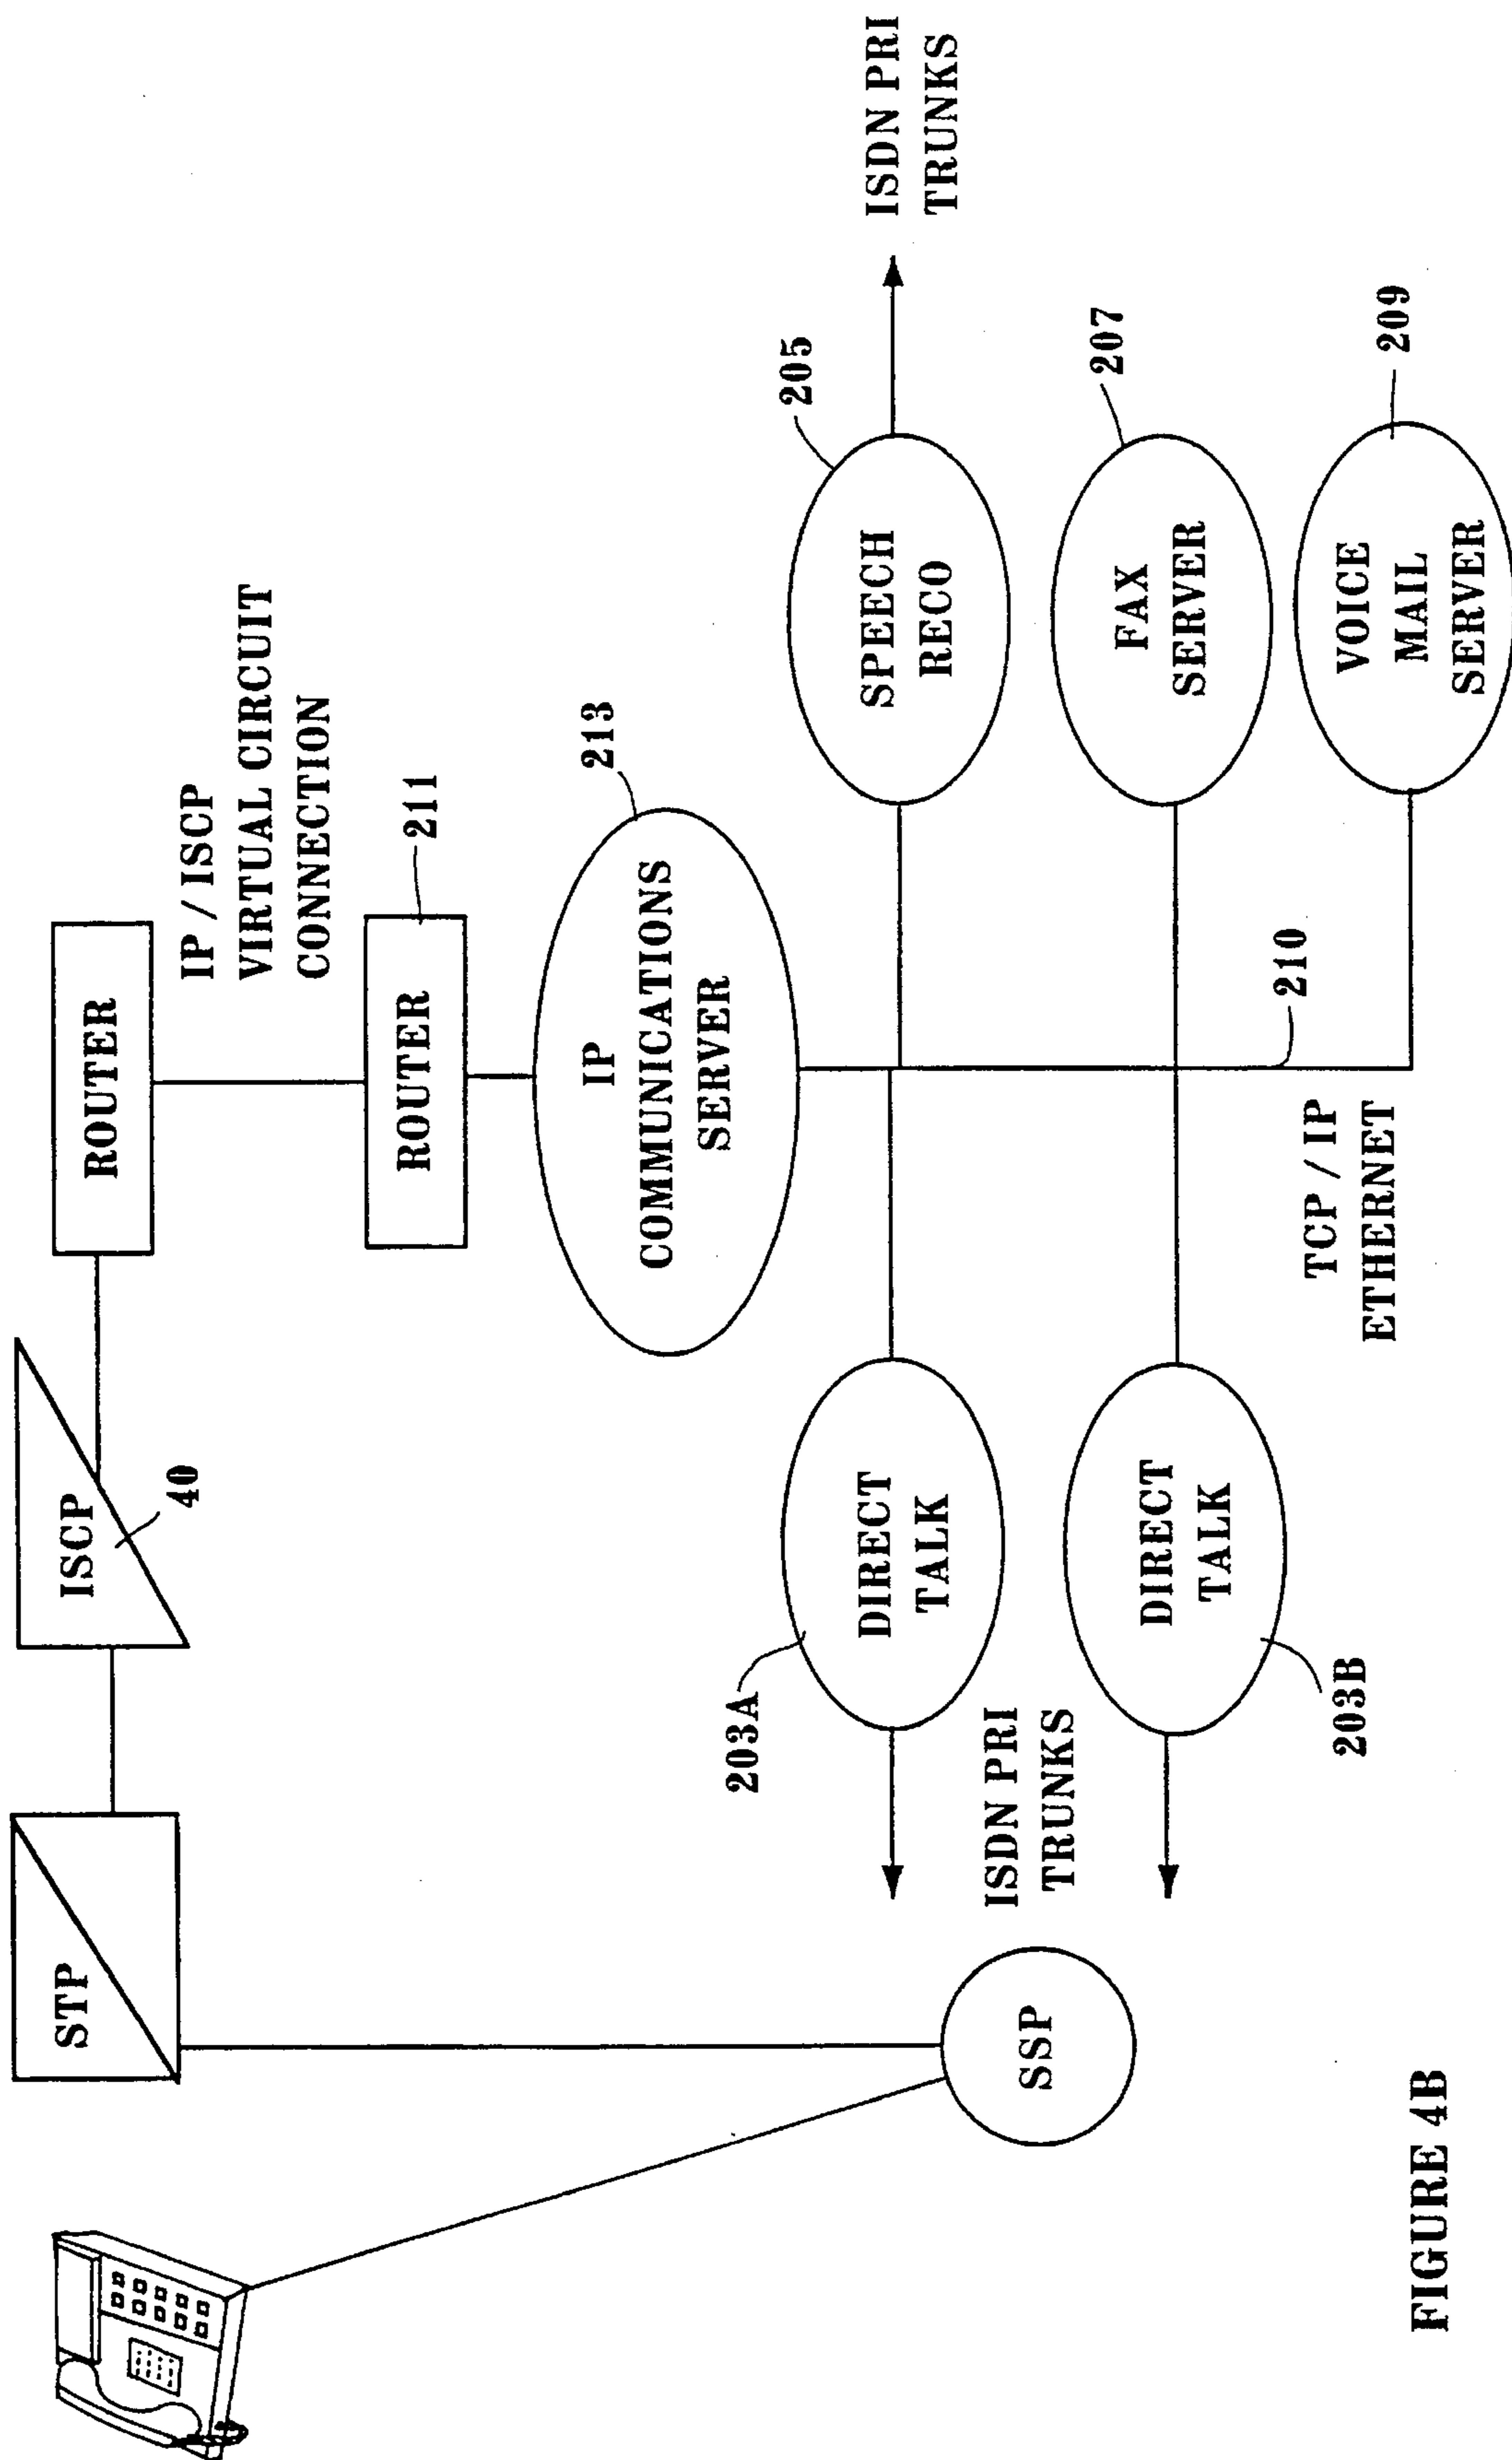 STP
ISCP
40
ROUTER
IP / ISCP
VIRTUAL CIRCUIT
CONNECTION
ROUTER
211
IP
COMMUNICATIONS
SERVER
213
203A
DIRECT
TALK
SPEECH
RECO
205
ISDN PRI
TRUNKS
SSP
ISDN PRI
TRUNKS
DIRECT
TALK
203B
FAX
SERVER
207
TCP / IP
ETHERNET
210
VOICE
MAIL
SERVER
209
FIGURE 4B